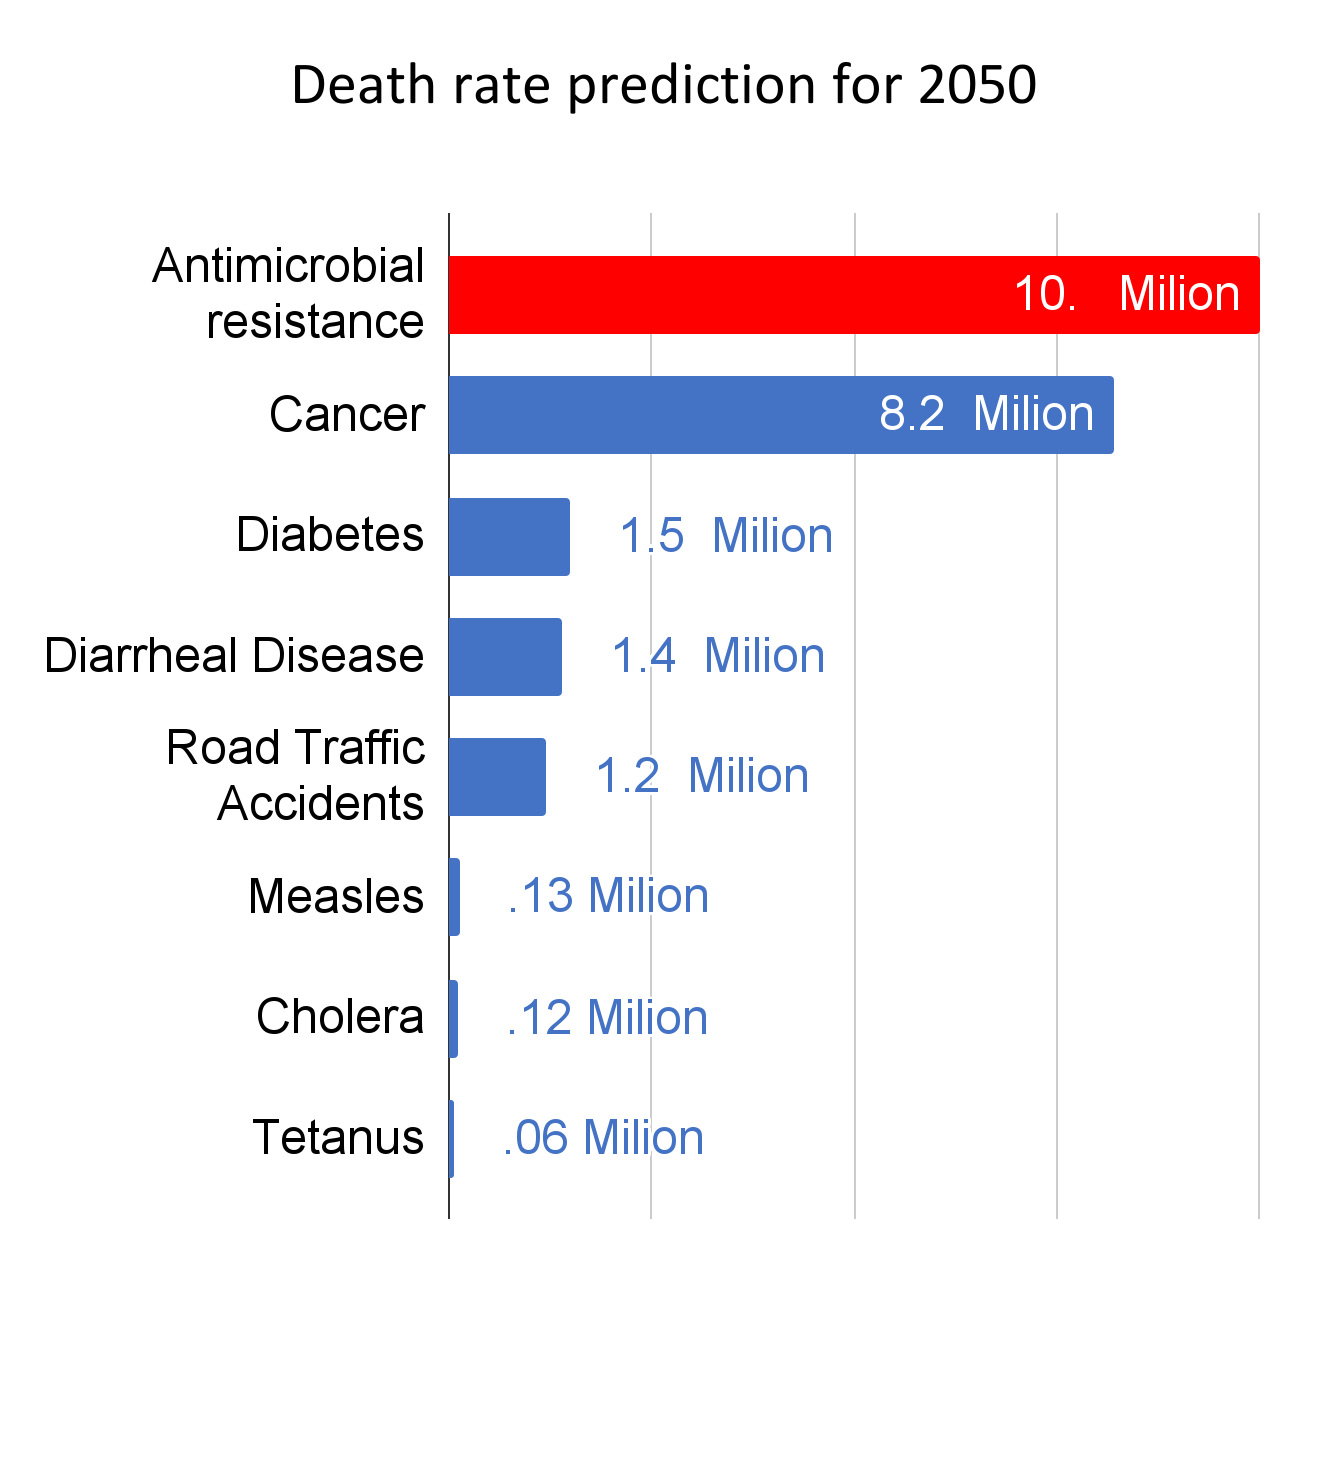 Death rate prediction for 2050
Antimicrobial
resistance
10. Milion
Cancer
8.2 Milion
Diabetes
1.5 Milion
Diarrheal Disease
1.4 Milion
Road Traffic
Accidents
1.2 Milion
Measles
.13 Milion
Cholera
.12 Milion
Tetanus
.06 Milion